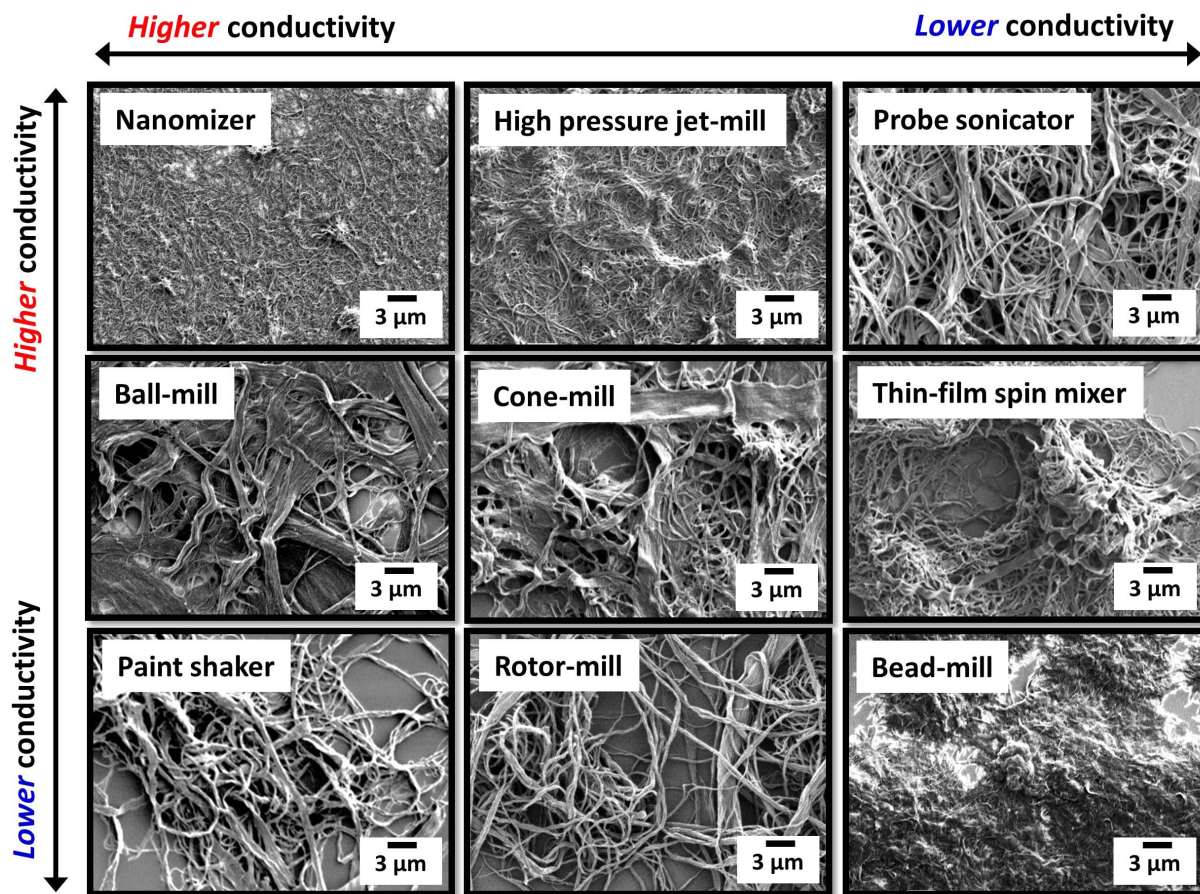 Higher conductivity
Lower conductivity
Higher conductivity
Lower conductivity
Nanomizer
3 μm
High pressure jet-mill
3 μm
Probe sonicator
3 μm
Ball-mill
3 μm
Cone-mill
3 μm
Thin-film spin mixer
3 μm
Paint shaker
3 μm
Rotor-mill
3 μm
Bead-mill
3 μm